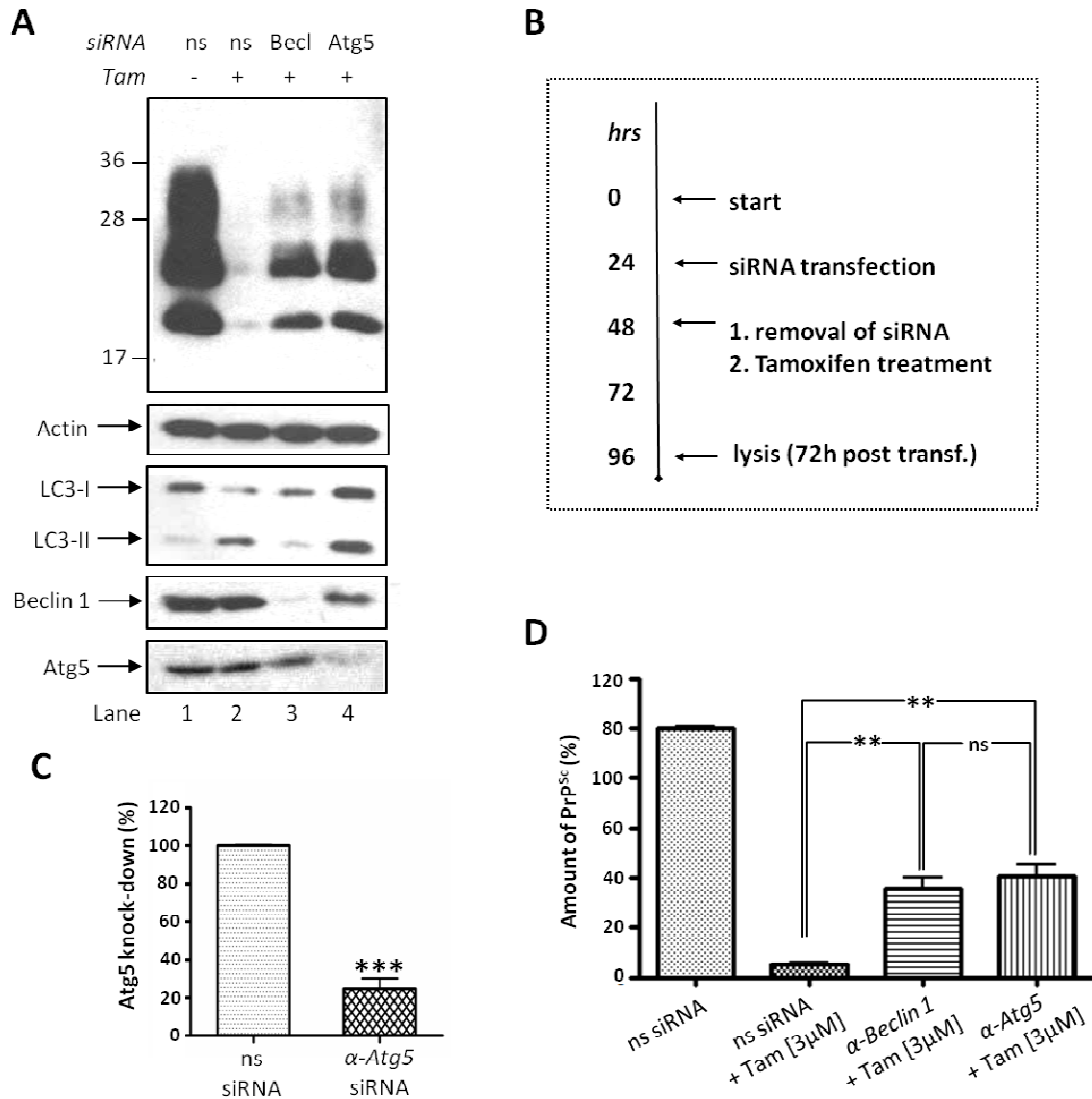 A
siRNA ns ns Becl Atg5
Tam - + + +
36
28
17
Actin
LC3-I
LC3-II
Beclin 1
Atg5
Lane 1 2 3 4
B
hrs
0 start
24 siRNA transfection
48 1. removal of siRNA
2. Tamoxifen treatment
72
96 lysis (72h post transf.)
C
Atg5 knock-down (%)
120
100
80
60
40
20
0
***
ns
siRNA
α-Atg5
siRNA
D
Amount of PrPSc (%)
120
80
100
60
40
20
0
**
**
ns
ns siRNA
ns siRNA
+ Tam [3µM]
α-Beclin 1
+ Tam [3µM]
α-Atg5
+ Tam [3µM]